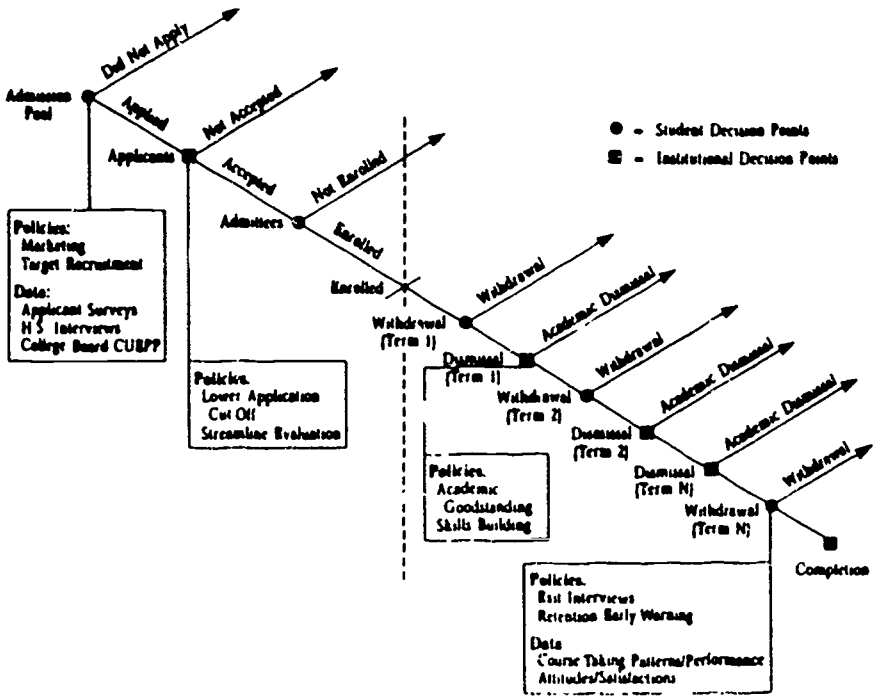 Did Not Apply
Admission
Pool
Applied
Not Accepted
Applicants
Accepted
Not Enrolled
Admittees
Enrolled
Enrolled
● = Student Decision Points
■ = Institutional Decision Points
Policies:
Marketing
Target Recruitment
Data:
Applicant Surveys
H S Interviews
College Board CUBPP
Policies.
Lower Application
Cut Off
Streamline Evaluation
Withdrawal
Withdrawal
(Term 1)
Academic Dismissal
Dismissal
(Term 1)
Withdrawal
Withdrawal
(Term 2)
Academic Dismissal
Dismissal
(Term 2)
Academic Dismissal
Dismissal
(Term N)
Withdrawal
Withdrawal
(Term N)
Completion
Policies.
Academic
Goodstanding
Skills Building
Policies.
Exit Interviews
Retention Early Warning
Data
Course Taking Patterns/Performance
Attitudes/Satisfactions